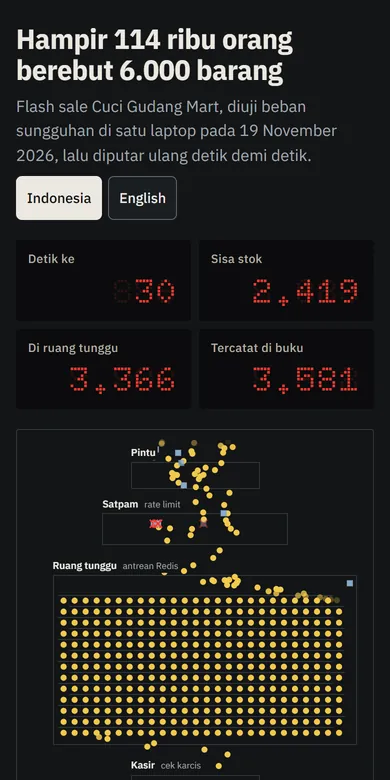 Hampir 114 ribu orang
berebut 6.000 barang
Flash sale Cuci Gudang Mart, diuji beban
sungguhan di satu laptop pada 19 November
2026, lalu diputar ulang detik demi detik.
Indonesia
English
Detik ke
30
Sisa stok
2.419
Di ruang tunggu
3.366
Tercatat di buku
3.581
Pintu
Satpam rate limit
Ruang tunggu antrean Redis
Kasir cek karcis